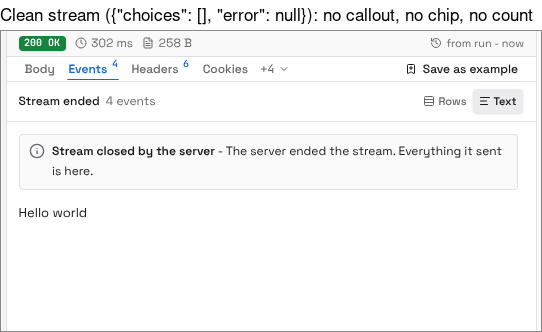 Clean stream ({"choices": [], "error": null}): no callout, no chip, no count
200 OK 302 ms 258 B from run - now
Body Events 4 Headers 6 Cookies +4 Save as example
Stream ended 4 events Rows Text
Stream closed by the server - The server ended the stream. Everything it sent
is here.
Hello world